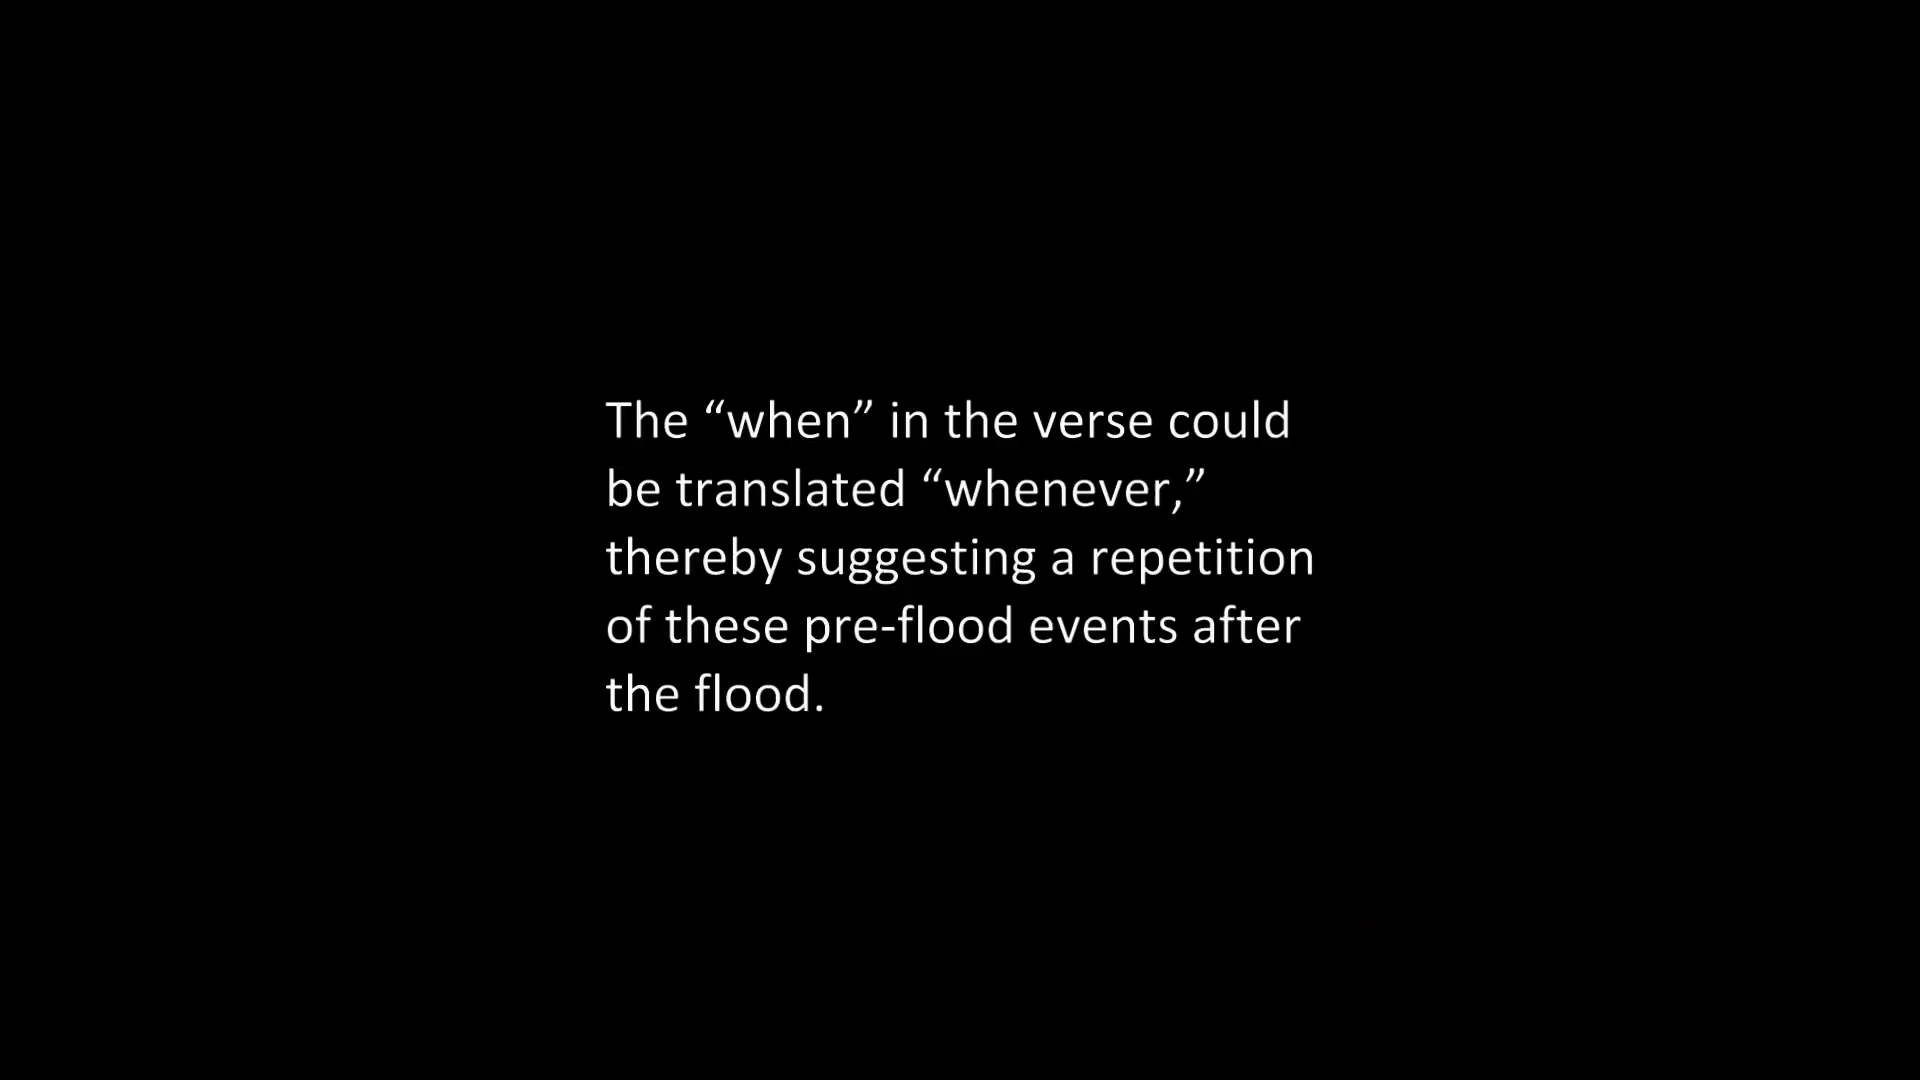 The “when” in the verse could
be translated “whenever,”
thereby suggesting a repetition
of these pre-flood events after
the flood.